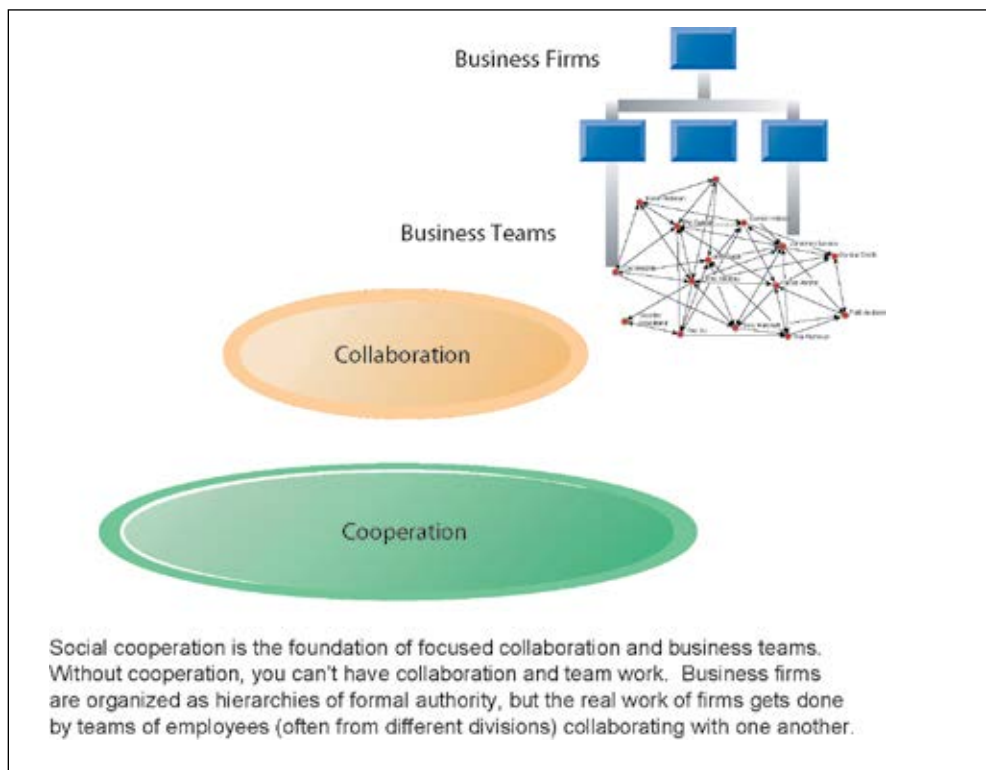 Business Firms
Business Teams
Collaboration
Cooperation
Social cooperation is the foundation of focused collaboration and business teams.
Without cooperation, you can't have collaboration and team work.  Business firms
are organized as hierarchies of formal authority, but the real work of firms gets done
by teams of employees (often from different divisions) collaborating with one another.